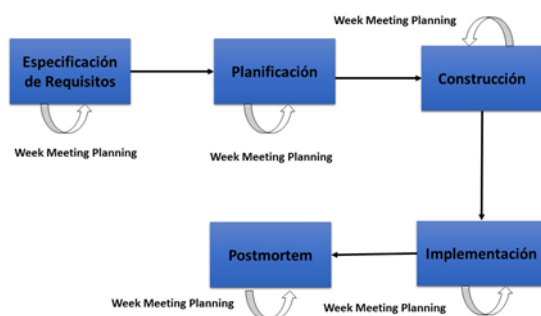 Week Meeting Planning
Especificación
de Requisitos
Planificación
Construcción
Week Meeting Planning
Week Meeting Planning
Postmortem
Implementación
Week Meeting Planning
Week Meeting Planning